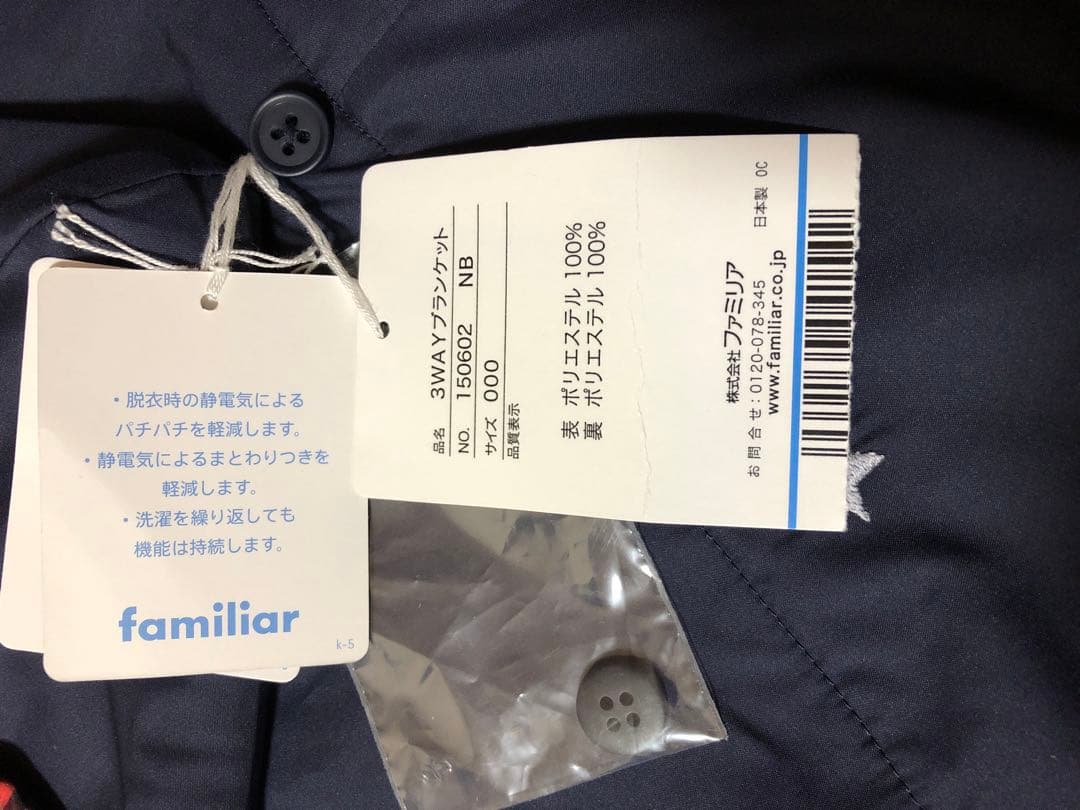 ・脱衣時の静電気による
パチパチを軽減します。
・静電気によるまとわりつきを
軽減します。
・洗濯を繰り返しても
機能は持続します。
familiar
k-5
品名 3WAYブランケット
NO. 150602 NB
サイズ 000
品質表示
表 ポリエステル 100%
裏 ポリエステル 100%
株式会社 ファミリア
お問合せ:0120-078-345
www.familiar.co.jp
日本製 OC